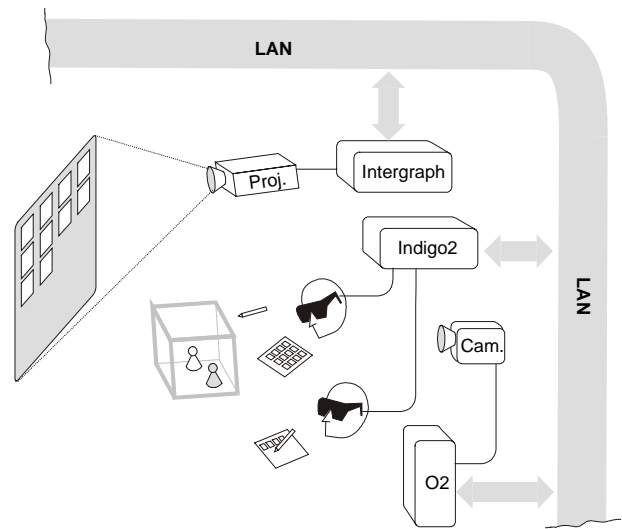 LAN
Intergraph
Proj.
Indigo2
LAN
Cam.
O2